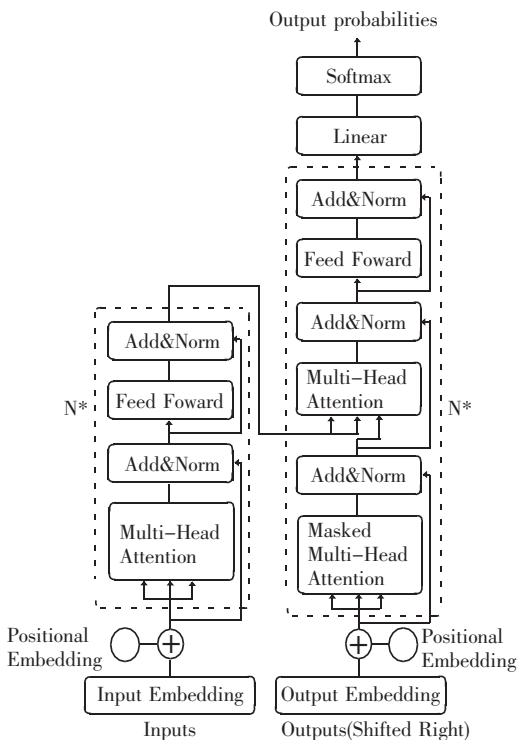 Output probabilities
Softmax
Linear
Add&Norm
Feed Foward
Add&Norm
Multi-Head
Attention
N*
Add&Norm
Masked
Multi-Head
Attention
Positional
Embedding
Output Embedding
Outputs(Shifted Right)
Add&Norm
Feed Foward
N*
Add&Norm
Multi-Head
Attention
Positional
Embedding
Input Embedding
Inputs